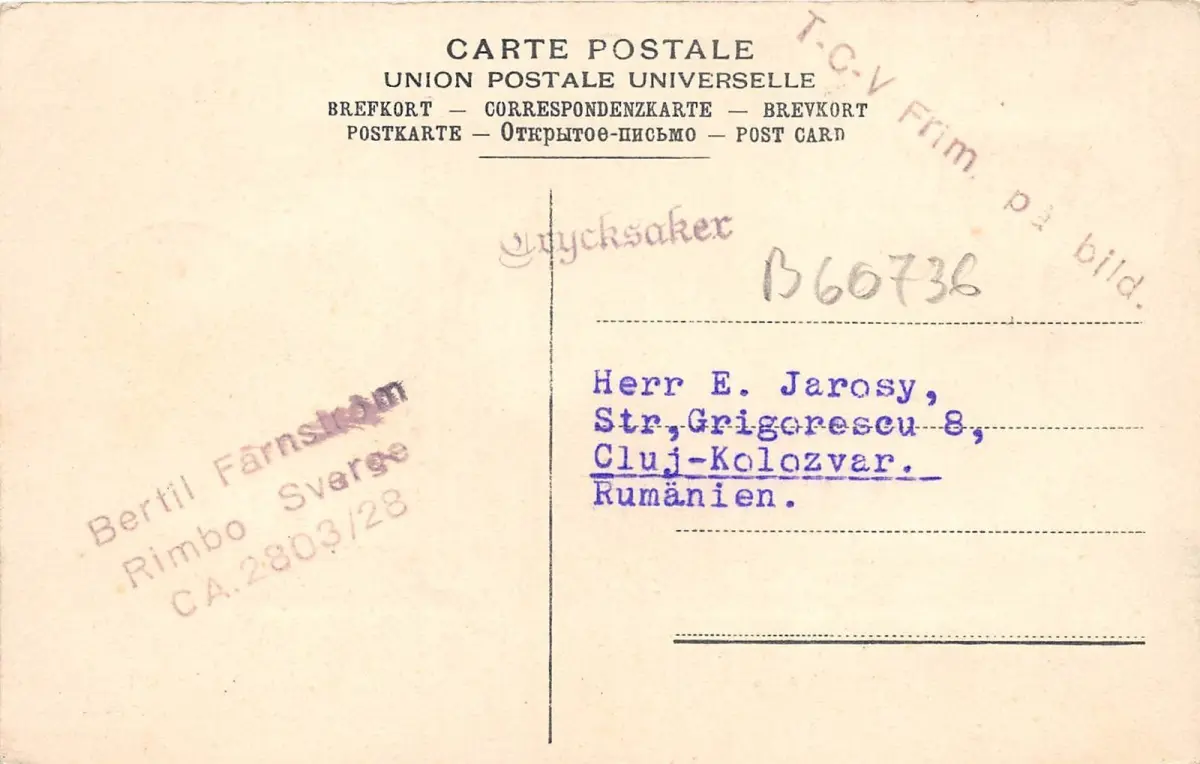 CARTE POSTALE
UNION POSTALE UNIVERSELLE
BREFKORT — CORRESPONDENZKARTE — BREVKORT
POSTKARTE — Открытое-письмо — POST CARD
T-C-V Frim. på bild.
Trycksaker
B60736
Herr E. Jarosy,
Str,Grigorescu 8,
Cluj-Kolozvar.
Rumänien.
Bertil Färnström
Rimbo Sverge
CA.2803/28